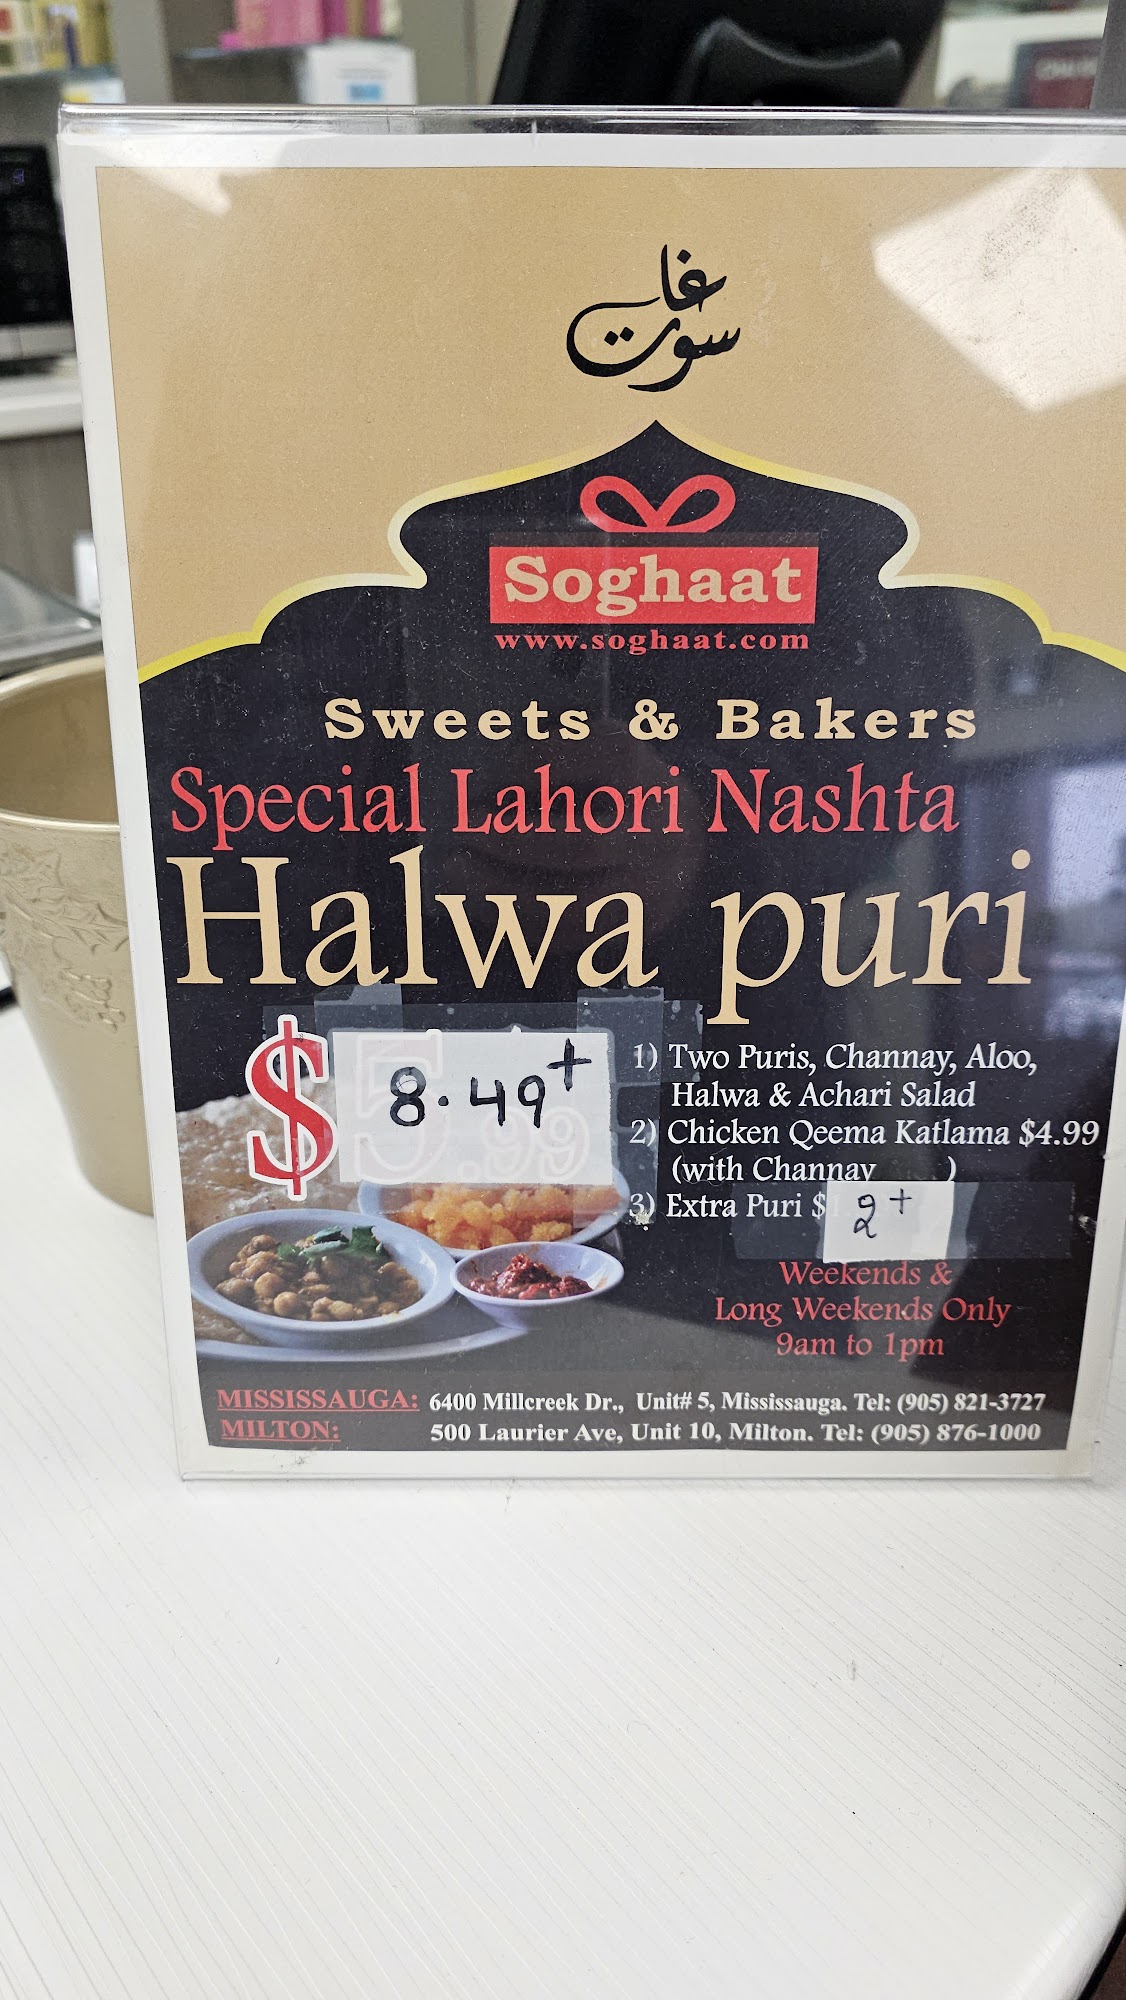 سوغات
Soghaat
www.soghaat.com
Sweets & Bakers
Special Lahori Nashta
Halwa puri
$ 8.49+
1) Two Puris, Channay, Aloo,
Halwa & Achari Salad
2) Chicken Qeema Katlama $4.99
(with Channay )
3) Extra Puri $ 2+
Weekends &
Long Weekends Only
9am to 1pm
MISSISSAUGA: 6400 Millcreek Dr., Unit# 5, Mississauga. Tel: (905) 821-3727
MILTON: 500 Laurier Ave, Unit 10, Milton. Tel: (905) 876-1000